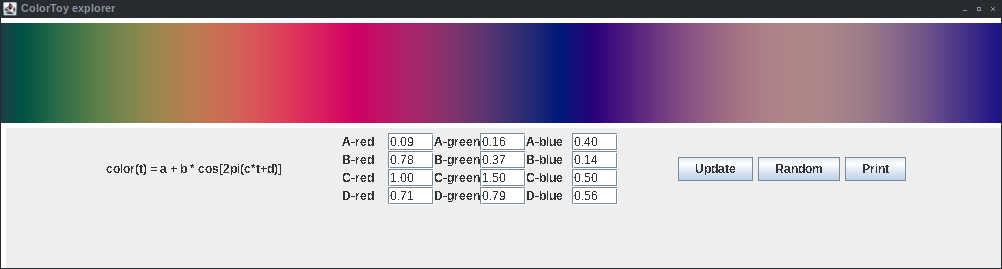 ColorToy explorer
A-red 0.09 A-green 0.16 A-blue 0.40
B-red 0.78 B-green 0.37 B-blue 0.14
color(t) = a + b * cos[2pi(c*t+d)] Update Random Print
C-red 1.00 C-green 1.50 C-blue 0.50
D-red 0.71 D-green 0.79 D-blue 0.56